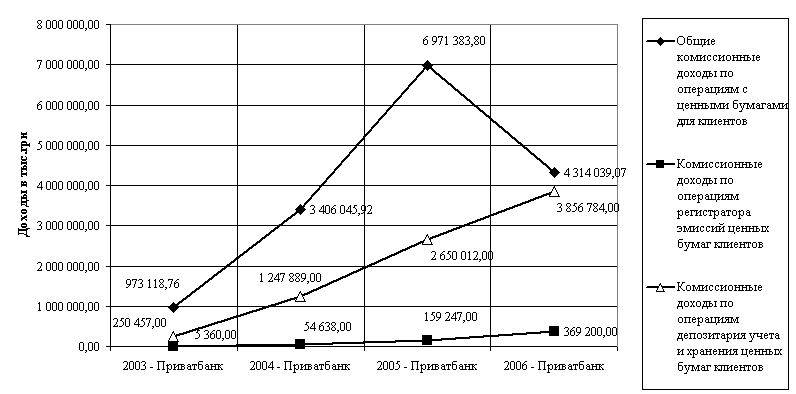 8 000 000,00
7 000 000,00
6 000 000,00
5 000 000,00
4 000 000,00
3 000 000,00
2 000 000,00
1 000 000,00
0,00
Доходы в тыс.грн
6 971 383,80
4 314 039,07
3 406 045,92
3 856 784,00
973 118,76
1 247 889,00
2 650 012,00
250 457,00
5 360,00
54 638,00
159 247,00
369 200,00
2003 - Приватбанк
2004 - Приватбанк
2005 - Приватбанк
2006 - Приватбанк
Общие
комиссионные
доходы по
операциям с
ценными бумагами
для клиентов
Комиссионные
доходы по
операциям
регистратора
эмиссий ценных
бумаг клиентов
Комиссионные
доходы по
операциям
депозитария учета
и хранения ценных
бумаг клиентов